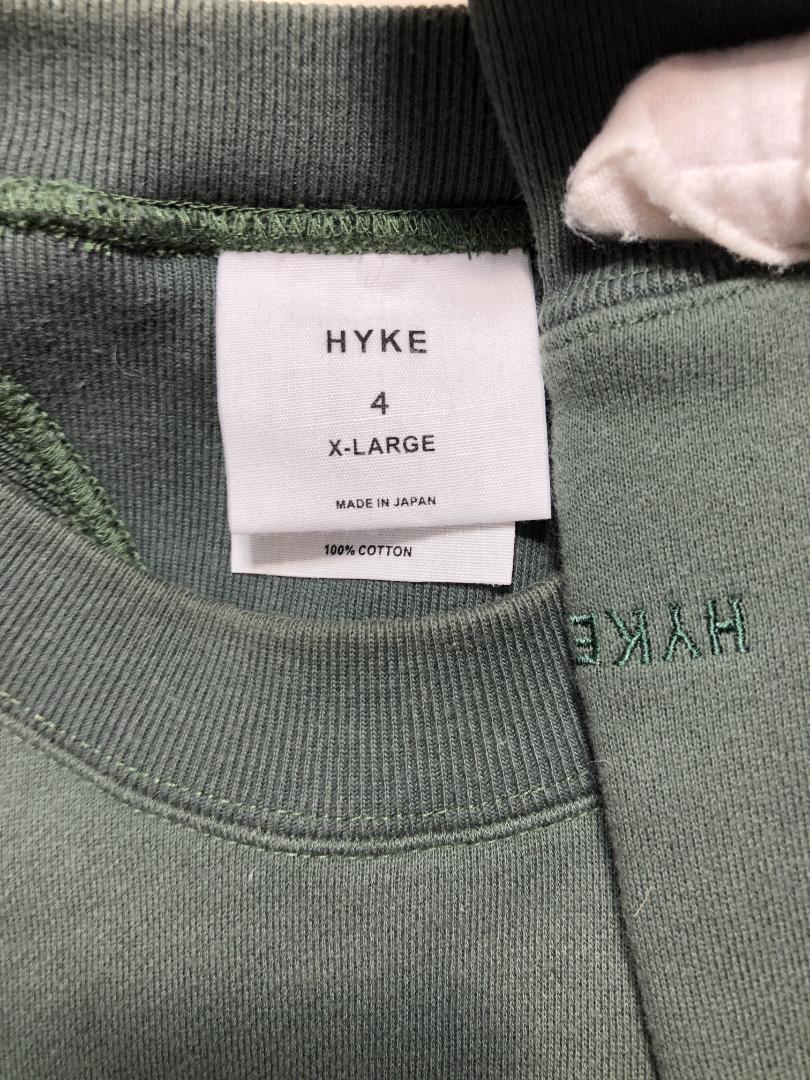 HYKE
4
X-LARGE
MADE IN JAPAN
100% COTTON
HYKE